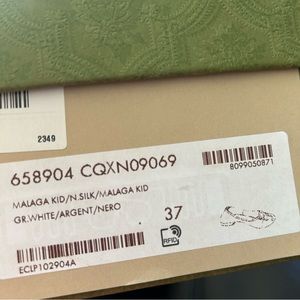 2349
658904 CQXN09069
8099050871
MALAGA KID/N.SILK/MALAGA KID
GR.WHITE/ARGENT/NERO
37
RFID
ECLP102904A